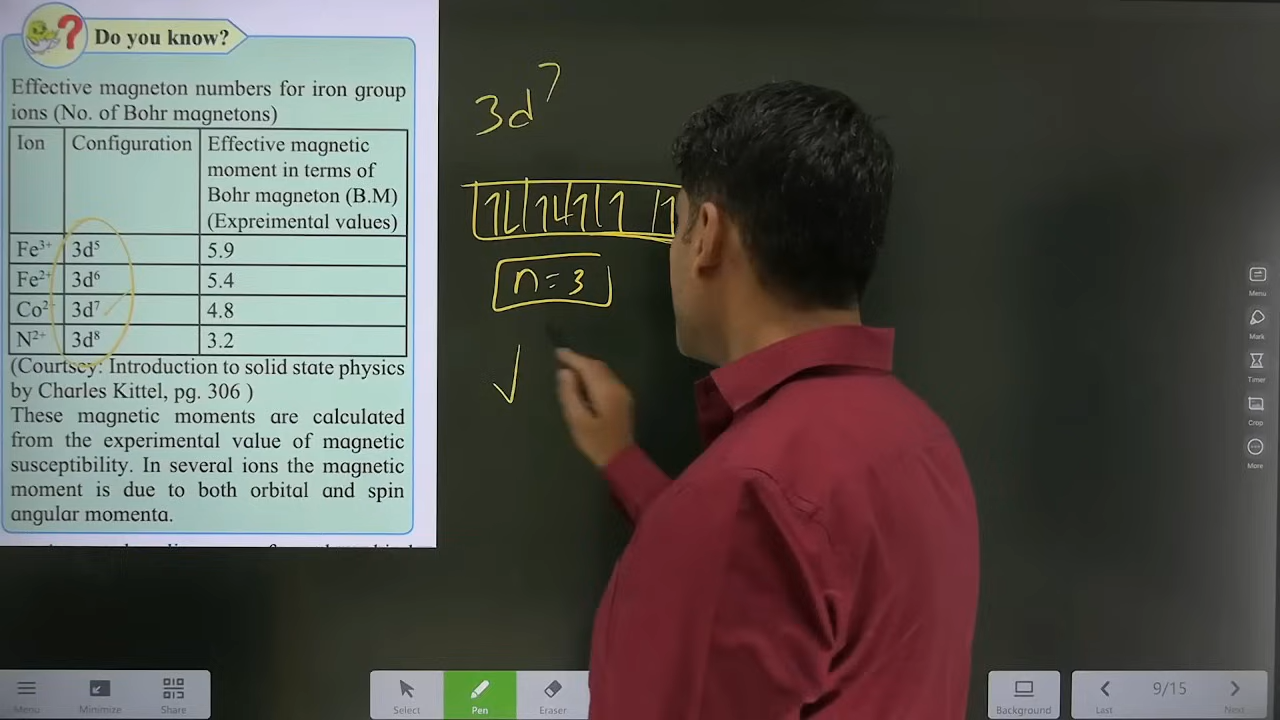 Do you know?
Effective magneton numbers for iron group
ions (No. of Bohr magnetons)
Ion Configuration Effective magnetic
moment in terms of
Bohr magneton (B.M)
(Expreimental values)
Fe³⁺ 3d⁵ 5.9
Fe²⁺ 3d⁶ 5.4
Co²⁺ 3d⁷ 4.8
N²⁺ 3d⁸ 3.2
(Courtsey: Introduction to solid state physics
by Charles Kittel, pg. 306 )
These magnetic moments are calculated
from the experimental value of magnetic
susceptibility. In several ions the magnetic
moment is due to both orbital and spin
angular momenta.
3d⁷
n=3
Menu
Mark
Timer
Crop
More
Menu Minimize Share
Select Pen Eraser
Background
Last 9/15 Next